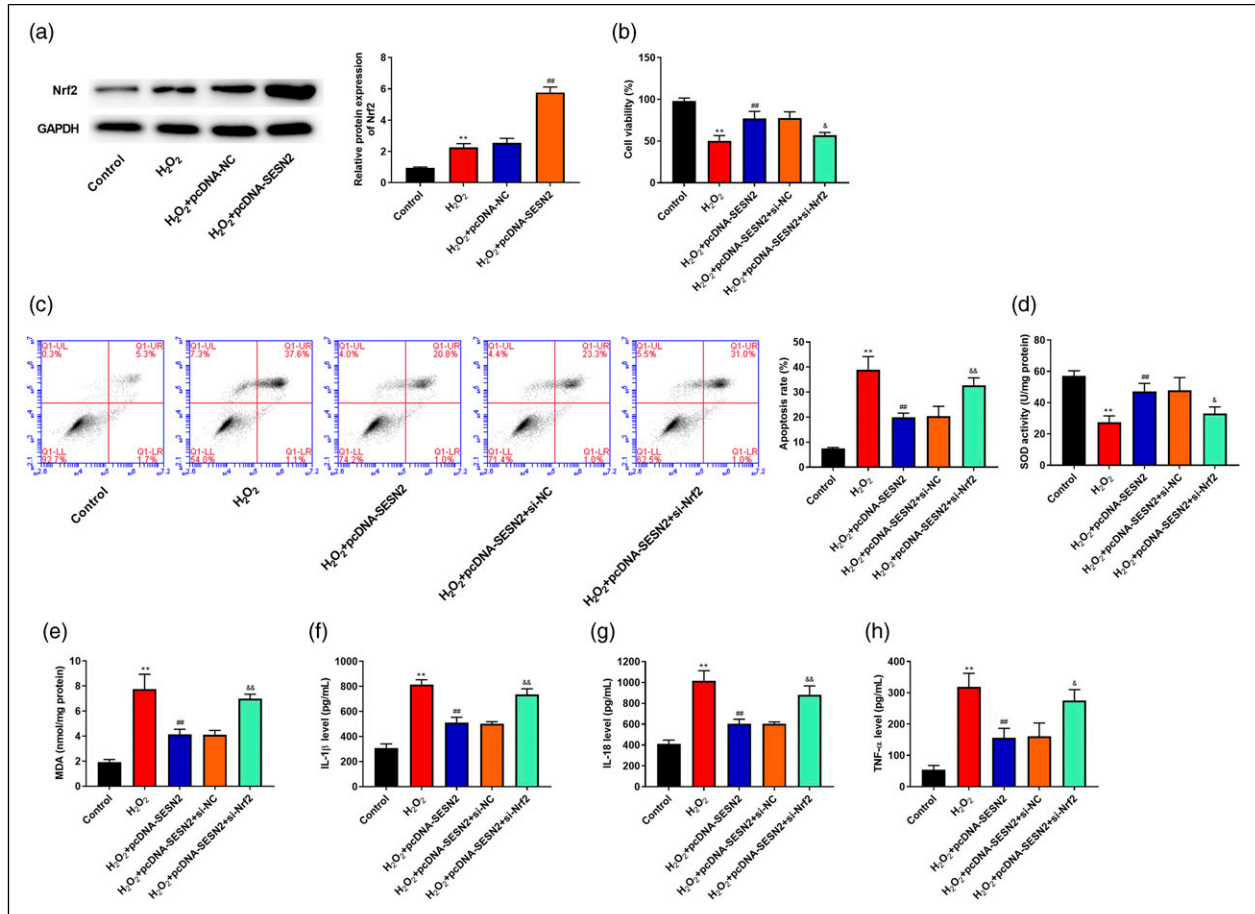 (a)
Nrf2
GAPDH
Control
H₂O₂
H₂O₂+pcDNA-NC
H₂O₂+pcDNA-SESN2
Relative protein expression
of Nrf2
8
6
4
2
0
**
##
Control
H₂O₂
H₂O₂+pcDNA-NC
H₂O₂+pcDNA-SESN2
(b)
Cell viability (%)
150
100
50
0
**
##
&
Control
H₂O₂
H₂O₂+pcDNA-SESN2
H₂O₂+pcDNA-SESN2+si-NC
H₂O₂+pcDNA-SESN2+si-Nrf2
(c)
Q1-UL
0.3%
Q1-UR
5.3%
Q1-LL
92.7%
Q1-LR
1.7%
Control
Q1-UL
7.3%
Q1-UR
37.6%
Q1-LL
54.0%
Q1-LR
1.1%
H₂O₂
Q1-UL
4.0%
Q1-UR
20.8%
Q1-LL
74.2%
Q1-LR
1.0%
H₂O₂+pcDNA-SESN2
Q1-UL
4.4%
Q1-UR
23.3%
Q1-LL
71.4%
Q1-LR
1.0%
H₂O₂+pcDNA-SESN2+si-NC
Q1-UL
5.5%
Q1-UR
31.0%
Q1-LL
62.5%
Q1-LR
1.0%
H₂O₂+pcDNA-SESN2+si-Nrf2
Apoptosis rate (%)
50
40
30
20
10
0
**
##
&&
Control
H₂O₂
H₂O₂+pcDNA-SESN2
H₂O₂+pcDNA-SESN2+si-NC
H₂O₂+pcDNA-SESN2+si-Nrf2
(d)
SOD activity (U/mg protein)
80
60
40
20
0
**
##
&
Control
H₂O₂
H₂O₂+pcDNA-SESN2
H₂O₂+pcDNA-SESN2+si-NC
H₂O₂+pcDNA-SESN2+si-Nrf2
(e)
MDA (nmol/mg protein)
10
8
6
4
2
0
**
##
&&
Control
H₂O₂
H₂O₂+pcDNA-SESN2
H₂O₂+pcDNA-SESN2+si-NC
H₂O₂+pcDNA-SESN2+si-Nrf2
(f)
IL-1β level (pg/mL)
1000
800
600
400
200
0
**
##
&&
Control
H₂O₂
H₂O₂+pcDNA-SESN2
H₂O₂+pcDNA-SESN2+si-NC
H₂O₂+pcDNA-SESN2+si-Nrf2
(g)
IL-18 level (pg/mL)
1200
1000
800
600
400
200
0
**
##
&&
Control
H₂O₂
H₂O₂+pcDNA-SESN2
H₂O₂+pcDNA-SESN2+si-NC
H₂O₂+pcDNA-SESN2+si-Nrf2
(h)
TNF-α level (pg/mL)
400
300
200
100
0
**
##
&
Control
H₂O₂
H₂O₂+pcDNA-SESN2
H₂O₂+pcDNA-SESN2+si-NC
H₂O₂+pcDNA-SESN2+si-Nrf2